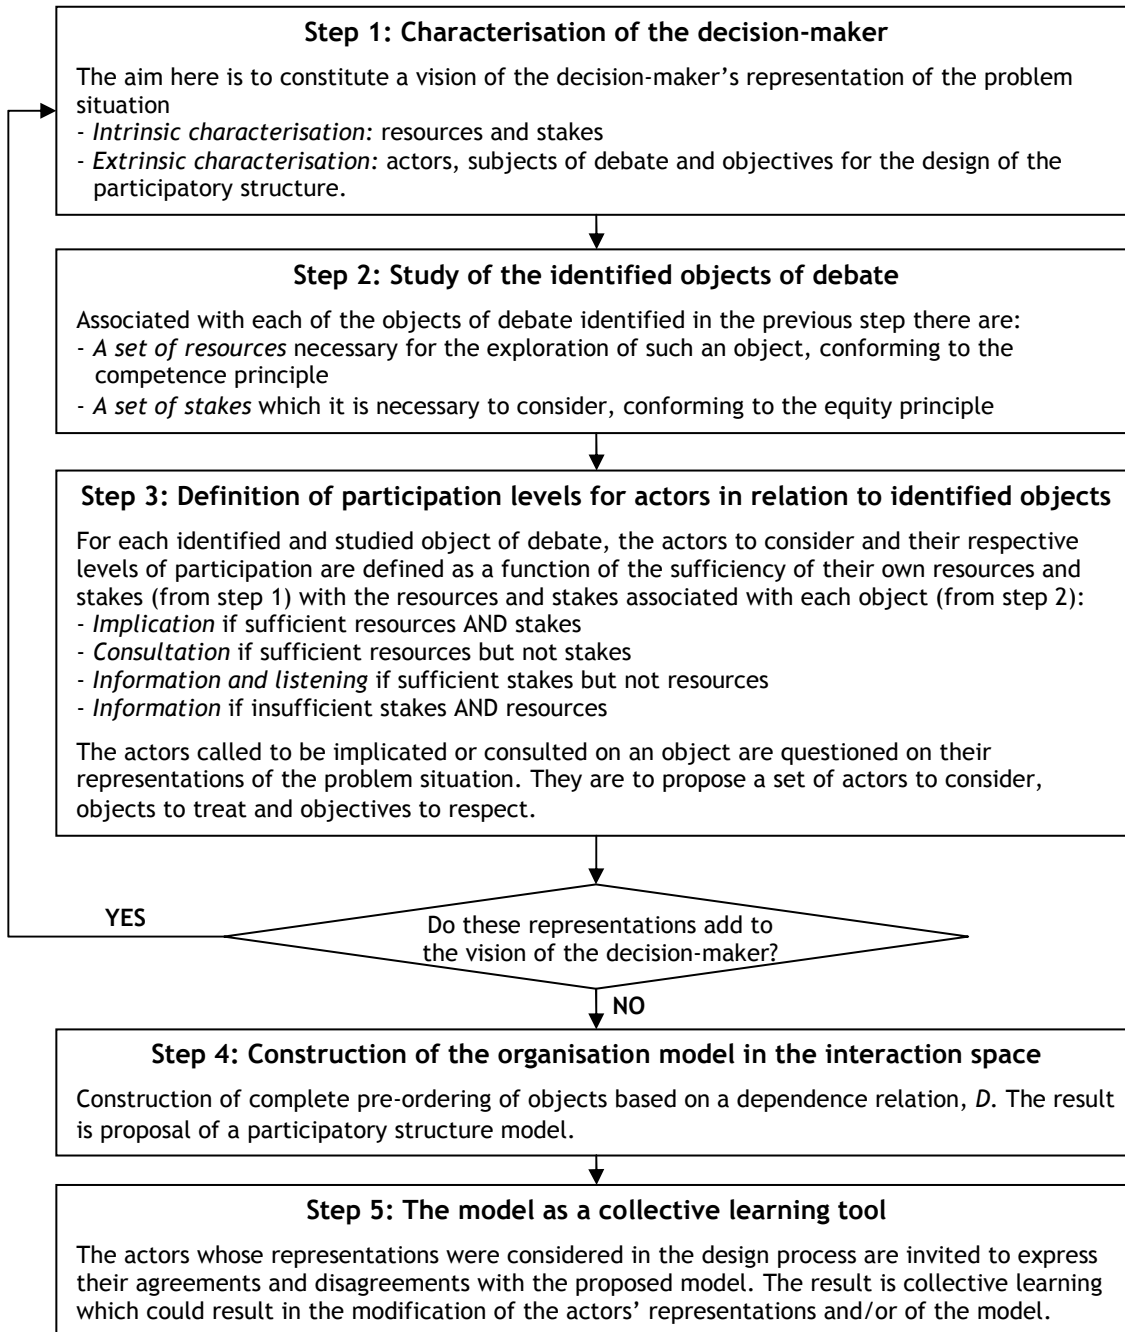 Step 1: Characterisation of the decision-maker
The aim here is to constitute a vision of the decision-maker’s representation of the problem
situation
- Intrinsic characterisation: resources and stakes
- Extrinsic characterisation: actors, subjects of debate and objectives for the design of the
participatory structure.
Step 2: Study of the identified objects of debate
Associated with each of the objects of debate identified in the previous step there are:
- A set of resources necessary for the exploration of such an object, conforming to the
competence principle
- A set of stakes which it is necessary to consider, conforming to the equity principle
Step 3: Definition of participation levels for actors in relation to identified objects
For each identified and studied object of debate, the actors to consider and their respective
levels of participation are defined as a function of the sufficiency of their own resources and
stakes (from step 1) with the resources and stakes associated with each object (from step 2):
- Implication if sufficient resources AND stakes
- Consultation if sufficient resources but not stakes
- Information and listening if sufficient stakes but not resources
- Information if insufficient stakes AND resources
The actors called to be implicated or consulted on an object are questioned on their
representations of the problem situation. They are to propose a set of actors to consider,
objects to treat and objectives to respect.
YES
Do these representations add to
the vision of the decision-maker?
NO
Step 4: Construction of the organisation model in the interaction space
Construction of complete pre-ordering of objects based on a dependence relation, D. The result
is proposal of a participatory structure model.
Step 5: The model as a collective learning tool
The actors whose representations were considered in the design process are invited to express
their agreements and disagreements with the proposed model. The result is collective learning
which could result in the modification of the actors’ representations and/or of the model.